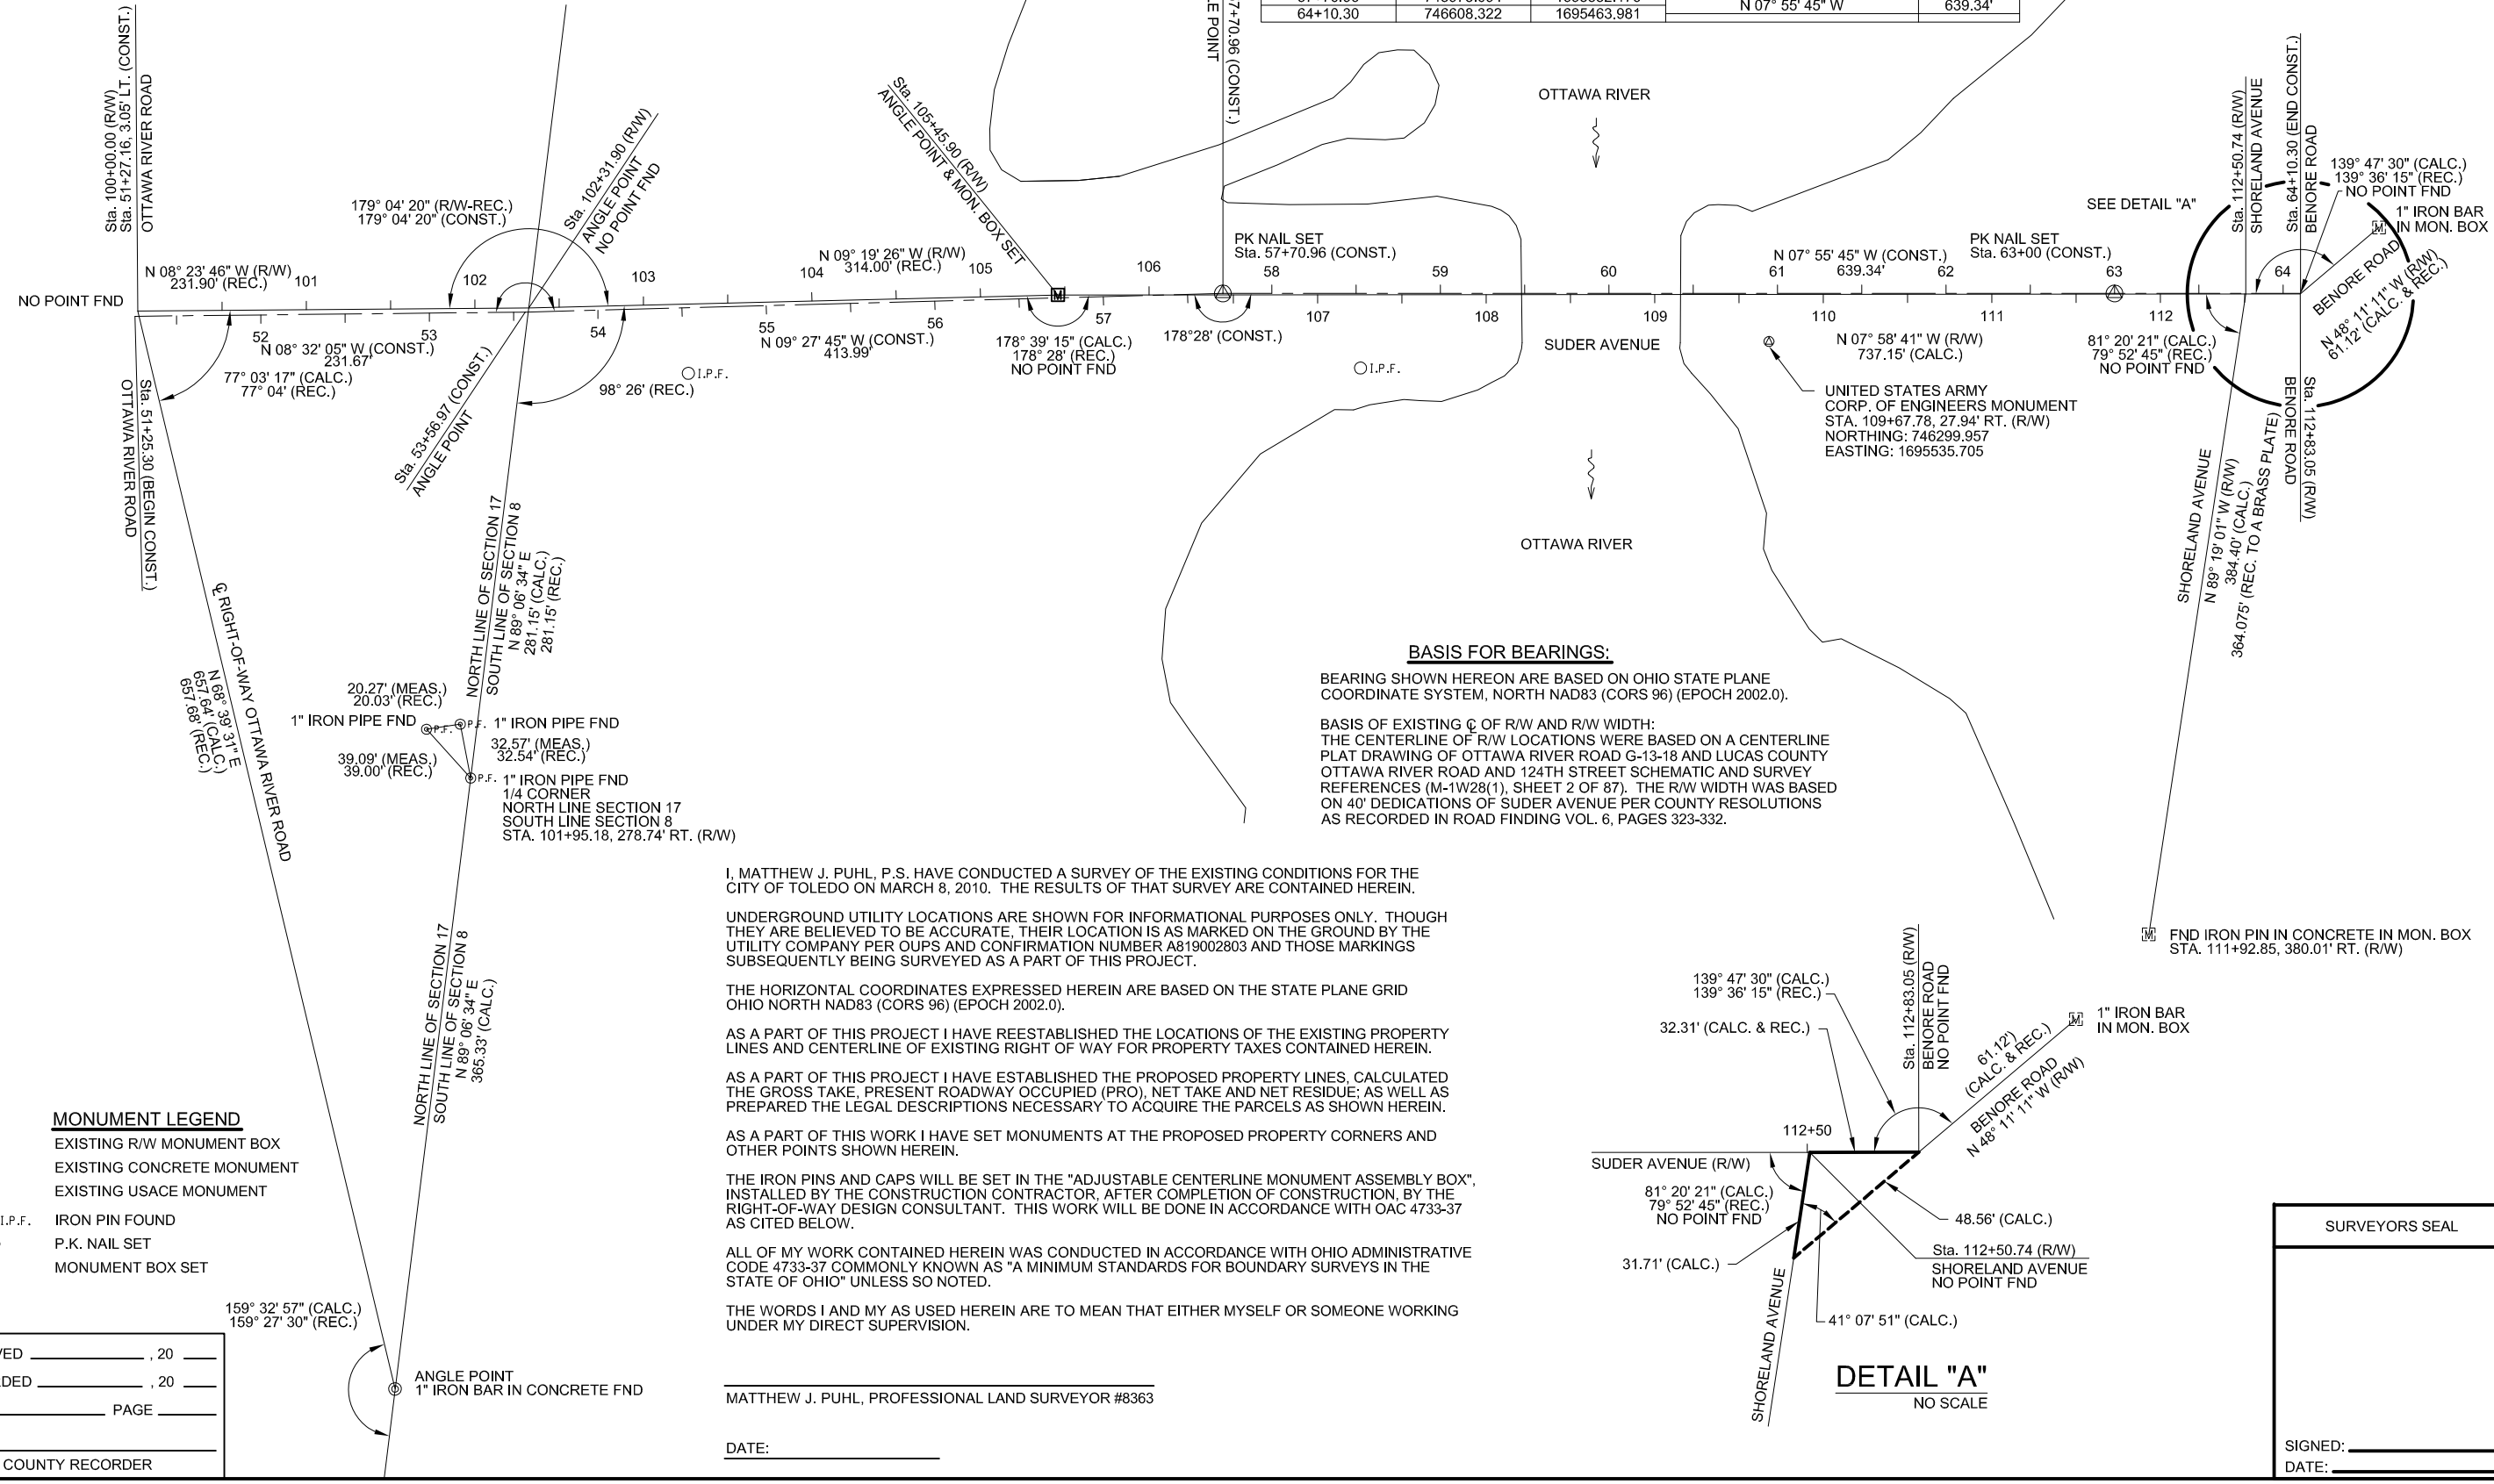 64+10.30 746608.322 1695463.981 N 07° 55' 45" W 639.34'
Sta. 100+00.00 (R/W)
Sta. 51+27.16, 3.05' LT. (CONST.)
OTTAWA RIVER ROAD
N 08° 23' 46" W (R/W)
231.90' (REC.)
101
102
103
104
105
106
NO POINT FND
179° 04' 20" (R/W-REC.)
179° 04' 20" (CONST.)
Sta. 102+31.90 (R/W)
ANGLE POINT
NO POINT FND
N 09° 19' 26" W (R/W)
314.00' (REC.)
Sta. 105+45.90 (R/W)
ANGLE POINT & MON. BOX SET
7+70.96 (CONST.)
LE POINT
OTTAWA RIVER
PK NAIL SET
Sta. 57+70.96 (CONST.)
58
59
60
61
62
63
64
N 07° 55' 45" W (CONST.)
639.34'
PK NAIL SET
Sta. 63+00 (CONST.)
SEE DETAIL "A"
Sta. 112+50.74 (R/W)
SHORELAND AVENUE
Sta. 64+10.30 (END CONST.)
BENORE ROAD
139° 47' 30" (CALC.)
139° 36' 15" (REC.)
NO POINT FND
1" IRON BAR
IN MON. BOX
M
BENORE ROAD
N 48° 11' 11" W (R/W)
61.12' (CALC. & REC.)
M
52
53
54
55
56
57
107
108
109
110
111
112
N 08° 32' 05" W (CONST.)
231.67'
77° 03' 17" (CALC.)
77° 04' (REC.)
Sta. 51+25.30 (BEGIN CONST.)
OTTAWA RIVER ROAD
Sta. 53+56.97 (CONST.)
ANGLE POINT
98° 26' (REC.)
I.P.F.
N 09° 27' 45" W (CONST.)
413.99'
178° 39' 15" (CALC.)
178° 28' (REC.)
NO POINT FND
178°28' (CONST.)
I.P.F.
SUDER AVENUE
N 07° 58' 41" W (R/W)
737.15' (CALC.)
81° 20' 21" (CALC.)
79° 52' 45" (REC.)
NO POINT FND
Sta. 112+83.05 (R/W)
BENORE ROAD
UNITED STATES ARMY
CORP. OF ENGINEERS MONUMENT
STA. 109+67.78, 27.94' RT. (R/W)
NORTHING: 746299.957
EASTING: 1695535.705
OTTAWA RIVER
SHORELAND AVENUE
N 89° 19' 01" W (R/W)
384.40' (CALC.)
364.075' (REC. TO A BRASS PLATE)
NORTH LINE OF SECTION 17
SOUTH LINE OF SECTION 8
N 89° 06' 34" E
281.15' (CALC.)
281.15' (REC.)
℄ RIGHT-OF-WAY OTTAWA RIVER ROAD
N 68° 39' 31" E
657.64' (CALC.)
657.68' (REC.)
20.27' (MEAS.)
20.03' (REC.)
1" IRON PIPE FND
P.F.
P.F.
1" IRON PIPE FND
32.57' (MEAS.)
32.54' (REC.)
39.09' (MEAS.)
39.00' (REC.)
P.F.
1" IRON PIPE FND
1/4 CORNER
NORTH LINE SECTION 17
SOUTH LINE SECTION 8
STA. 101+95.18, 278.74' RT. (R/W)
BASIS FOR BEARINGS:
BEARING SHOWN HEREON ARE BASED ON OHIO STATE PLANE
COORDINATE SYSTEM, NORTH NAD83 (CORS 96) (EPOCH 2002.0).
BASIS OF EXISTING ℄ OF R/W AND R/W WIDTH:
THE CENTERLINE OF R/W LOCATIONS WERE BASED ON A CENTERLINE
PLAT DRAWING OF OTTAWA RIVER ROAD G-13-18 AND LUCAS COUNTY
OTTAWA RIVER ROAD AND 124TH STREET SCHEMATIC AND SURVEY
REFERENCES (M-1W28(1), SHEET 2 OF 87). THE R/W WIDTH WAS BASED
ON 40' DEDICATIONS OF SUDER AVENUE PER COUNTY RESOLUTIONS
AS RECORDED IN ROAD FINDING VOL. 6, PAGES 323-332.
I, MATTHEW J. PUHL, P.S. HAVE CONDUCTED A SURVEY OF THE EXISTING CONDITIONS FOR THE
CITY OF TOLEDO ON MARCH 8, 2010. THE RESULTS OF THAT SURVEY ARE CONTAINED HEREIN.
UNDERGROUND UTILITY LOCATIONS ARE SHOWN FOR INFORMATIONAL PURPOSES ONLY. THOUGH
THEY ARE BELIEVED TO BE ACCURATE, THEIR LOCATION IS AS MARKED ON THE GROUND BY THE
UTILITY COMPANY PER OUPS AND CONFIRMATION NUMBER A819002803 AND THOSE MARKINGS
SUBSEQUENTLY BEING SURVEYED AS A PART OF THIS PROJECT.
THE HORIZONTAL COORDINATES EXPRESSED HEREIN ARE BASED ON THE STATE PLANE GRID
OHIO NORTH NAD83 (CORS 96) (EPOCH 2002.0).
AS A PART OF THIS PROJECT I HAVE REESTABLISHED THE LOCATIONS OF THE EXISTING PROPERTY
LINES AND CENTERLINE OF EXISTING RIGHT OF WAY FOR PROPERTY TAXES CONTAINED HEREIN.
AS A PART OF THIS PROJECT I HAVE ESTABLISHED THE PROPOSED PROPERTY LINES, CALCULATED
THE GROSS TAKE, PRESENT ROADWAY OCCUPIED (PRO), NET TAKE AND NET RESIDUE; AS WELL AS
PREPARED THE LEGAL DESCRIPTIONS NECESSARY TO ACQUIRE THE PARCELS AS SHOWN HEREIN.
AS A PART OF THIS WORK I HAVE SET MONUMENTS AT THE PROPOSED PROPERTY CORNERS AND
OTHER POINTS SHOWN HEREIN.
THE IRON PINS AND CAPS WILL BE SET IN THE "ADJUSTABLE CENTERLINE MONUMENT ASSEMBLY BOX",
INSTALLED BY THE CONSTRUCTION CONTRACTOR, AFTER COMPLETION OF CONSTRUCTION, BY THE
RIGHT-OF-WAY DESIGN CONSULTANT. THIS WORK WILL BE DONE IN ACCORDANCE WITH OAC 4733-37
AS CITED BELOW.
ALL OF MY WORK CONTAINED HEREIN WAS CONDUCTED IN ACCORDANCE WITH OHIO ADMINISTRATIVE
CODE 4733-37 COMMONLY KNOWN AS "A MINIMUM STANDARDS FOR BOUNDARY SURVEYS IN THE
STATE OF OHIO" UNLESS SO NOTED.
THE WORDS I AND MY AS USED HEREIN ARE TO MEAN THAT EITHER MYSELF OR SOMEONE WORKING
UNDER MY DIRECT SUPERVISION.
MATTHEW J. PUHL, PROFESSIONAL LAND SURVEYOR #8363
DATE:
NORTH LINE OF SECTION 17
SOUTH LINE OF SECTION 8
N 89° 06' 34" E
365.33' (CALC.)
MONUMENT LEGEND
EXISTING R/W MONUMENT BOX
EXISTING CONCRETE MONUMENT
EXISTING USACE MONUMENT
I.P.F. IRON PIN FOUND
P.K. NAIL SET
MONUMENT BOX SET
159° 32' 57" (CALC.)
159° 27' 30" (REC.)
ANGLE POINT
1" IRON BAR IN CONCRETE FND
VED , 20
DED , 20
PAGE
COUNTY RECORDER
M FND IRON PIN IN CONCRETE IN MON. BOX
STA. 111+92.85, 380.01' RT. (R/W)
139° 47' 30" (CALC.)
139° 36' 15" (REC.)
32.31' (CALC. & REC.)
Sta. 112+83.05 (R/W)
BENORE ROAD
NO POINT FND
M
1" IRON BAR
IN MON. BOX
61.12')
(CALC. & REC.)
BENORE ROAD
N 48° 11' 11" W (R/W)
112+50
SUDER AVENUE (R/W)
81° 20' 21" (CALC.)
79° 52' 45" (REC.)
NO POINT FND
48.56' (CALC.)
Sta. 112+50.74 (R/W)
SHORELAND AVENUE
NO POINT FND
31.71' (CALC.)
41° 07' 51" (CALC.)
SHORELAND AVENUE
DETAIL "A"
NO SCALE
SURVEYORS SEAL
SIGNED:
DATE: